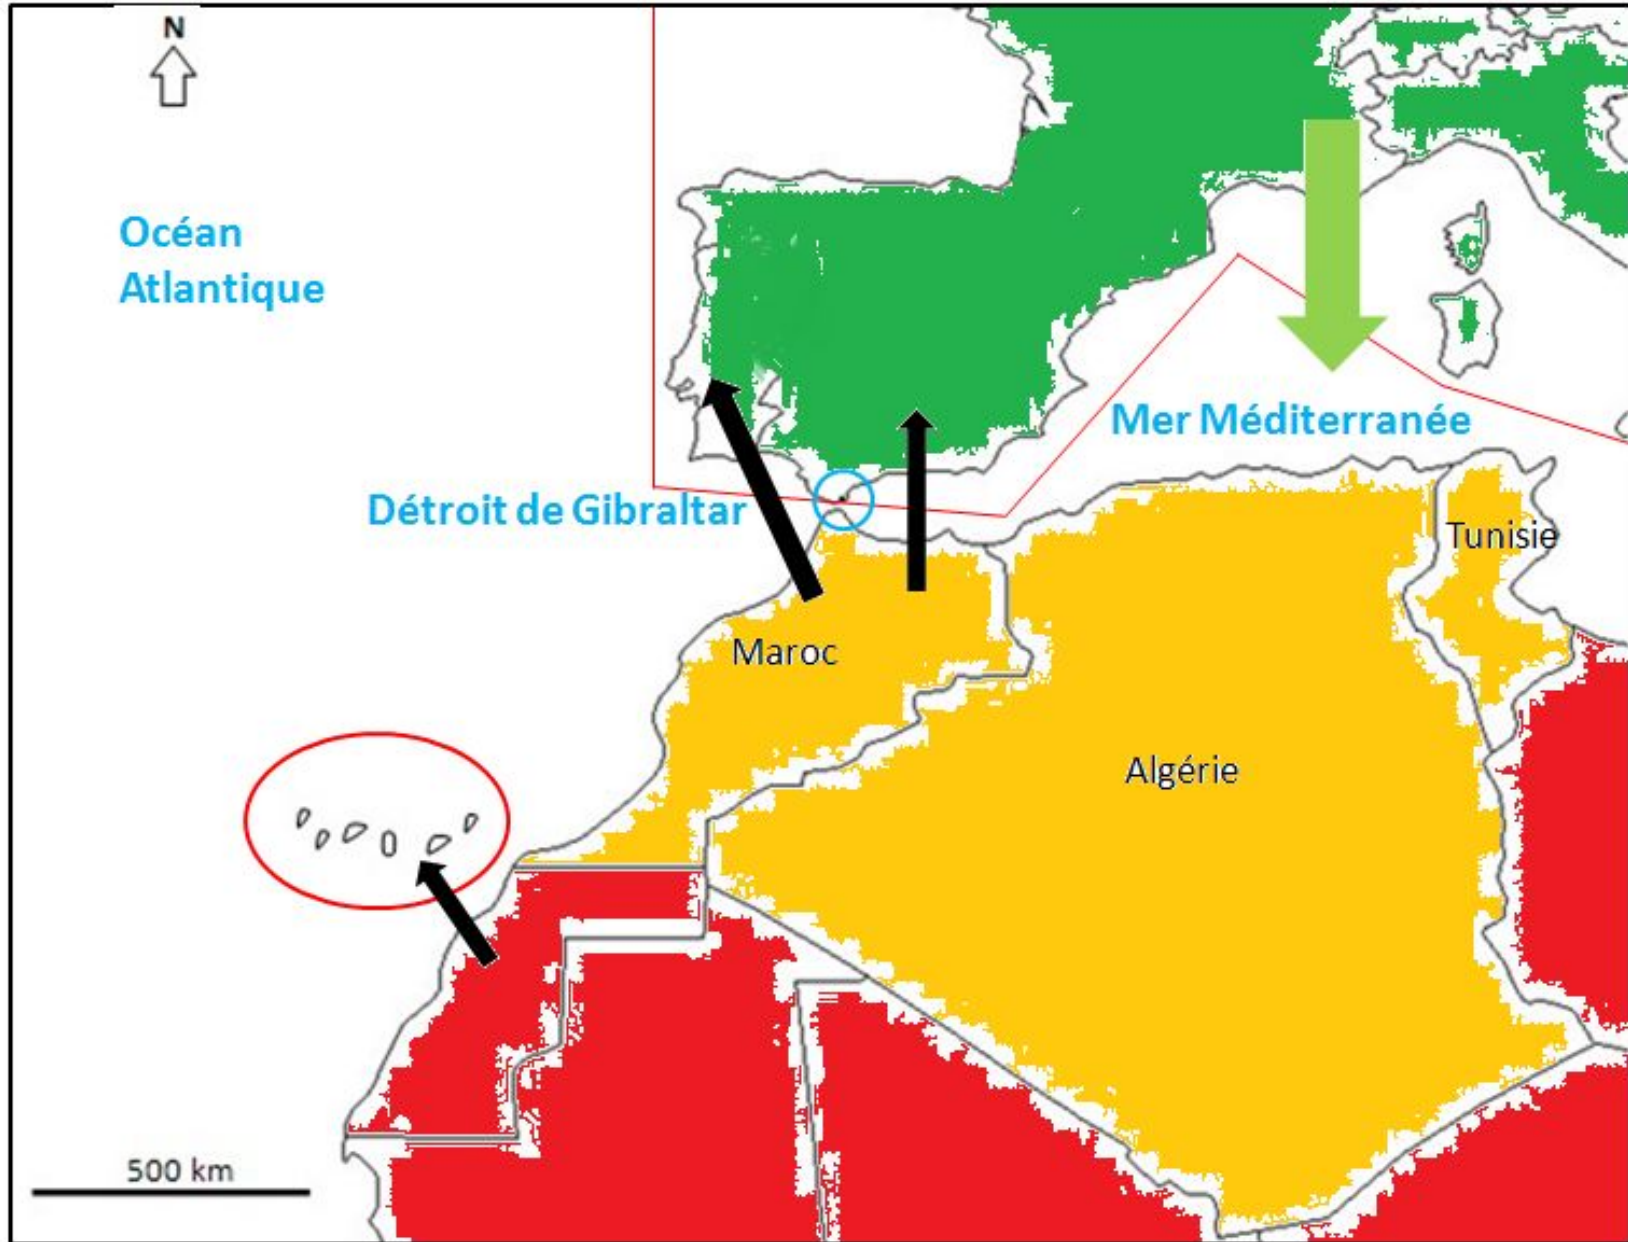 N
Océan
Atlantique
Mer Méditerranée
Détroit de Gibraltar
Tunisie
Maroc
Algérie
500 km